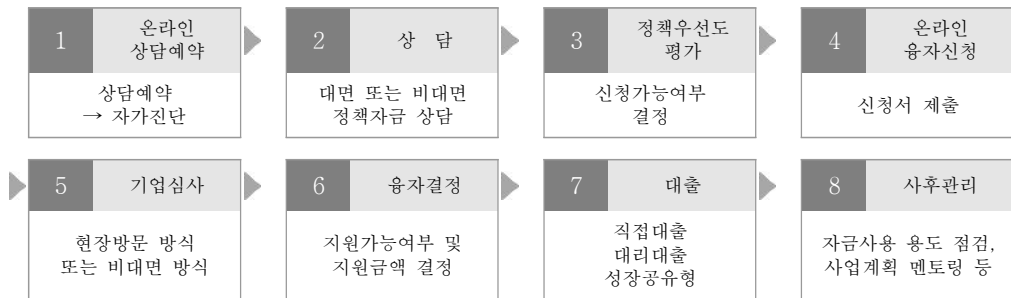 1
온라인
상담예약
상담예약
→ 자가진단
2
상 담
대면 또는 비대면
정책자금 상담
3
정책우선도
평가
신청가능여부
결정
4
온라인
융자신청
신청서 제출
5
기업심사
현장방문 방식
또는 비대면 방식
6
융자결정
지원가능여부 및
지원금액 결정
7
대출
직접대출
대리대출
성장공유형
8
사후관리
자금사용 용도 점검,
사업계획 멘토링 등